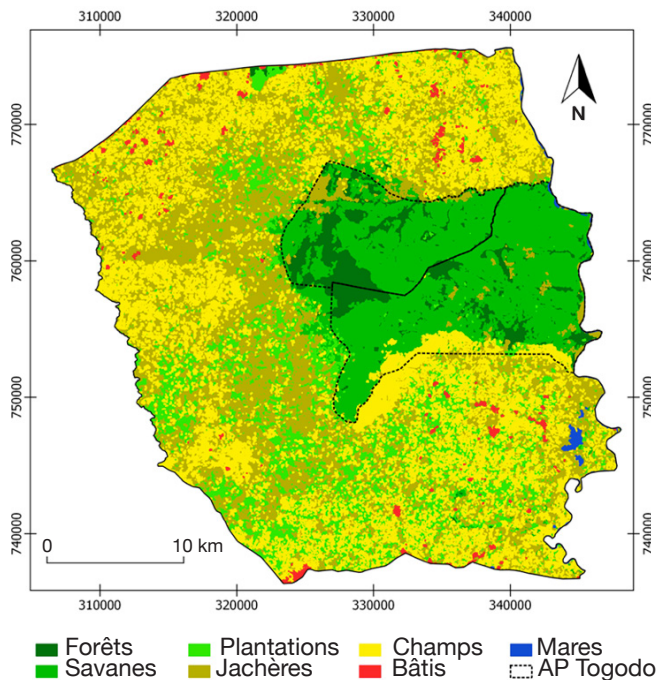 310000 320000 330000 340000
770000 770000
N
760000 760000
750000 750000
740000 740000
0 10 km
310000 320000 330000 340000
Forêts Plantations Champs Mares
Savanes Jachères Bâtis AP Togodo